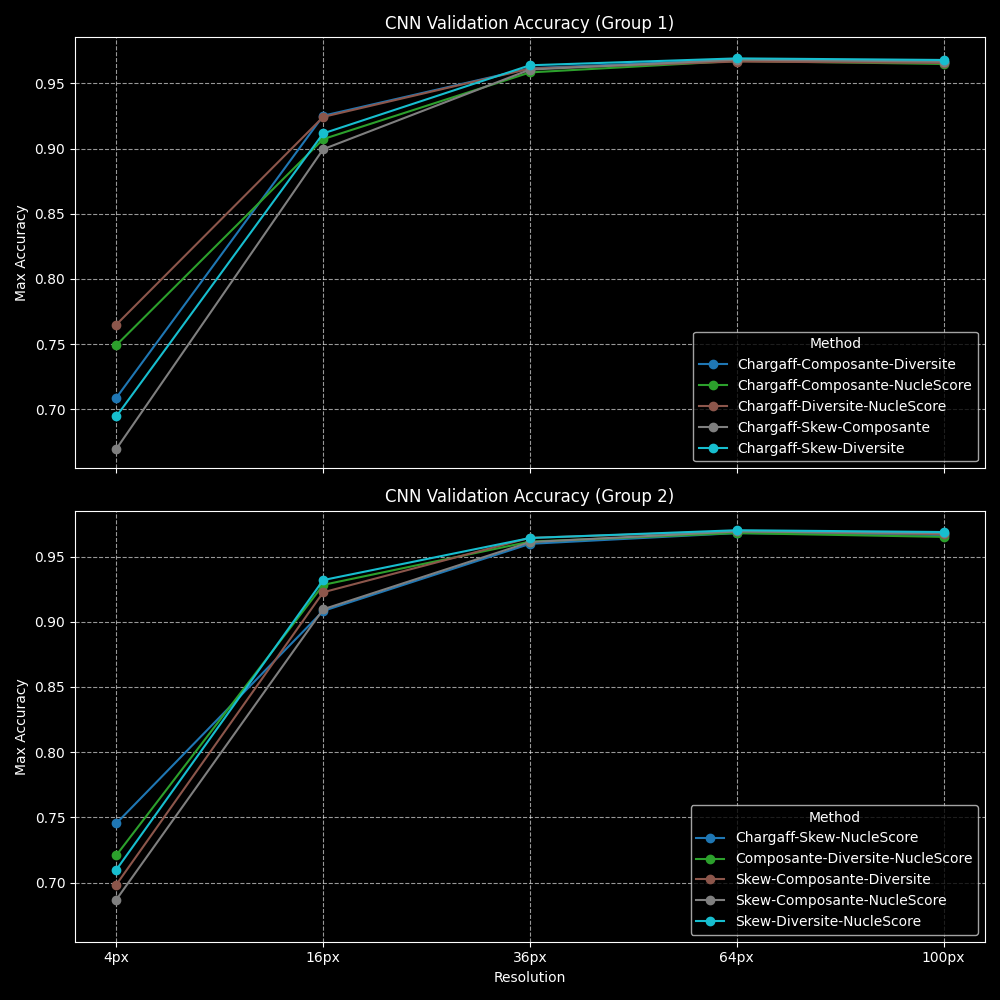 CNN Validation Accuracy (Group 1)
Max Accuracy
0.95
0.90
0.85
0.80
0.75
0.70
Method
Chargaff-Composante-Diversite
Chargaff-Composante-NucleScore
Chargaff-Diversite-NucleScore
Chargaff-Skew-Composante
Chargaff-Skew-Diversite
CNN Validation Accuracy (Group 2)
Max Accuracy
0.95
0.90
0.85
0.80
0.75
0.70
Method
Chargaff-Skew-NucleScore
Composante-Diversite-NucleScore
Skew-Composante-Diversite
Skew-Composante-NucleScore
Skew-Diversite-NucleScore
4px 16px 36px 64px 100px
Resolution